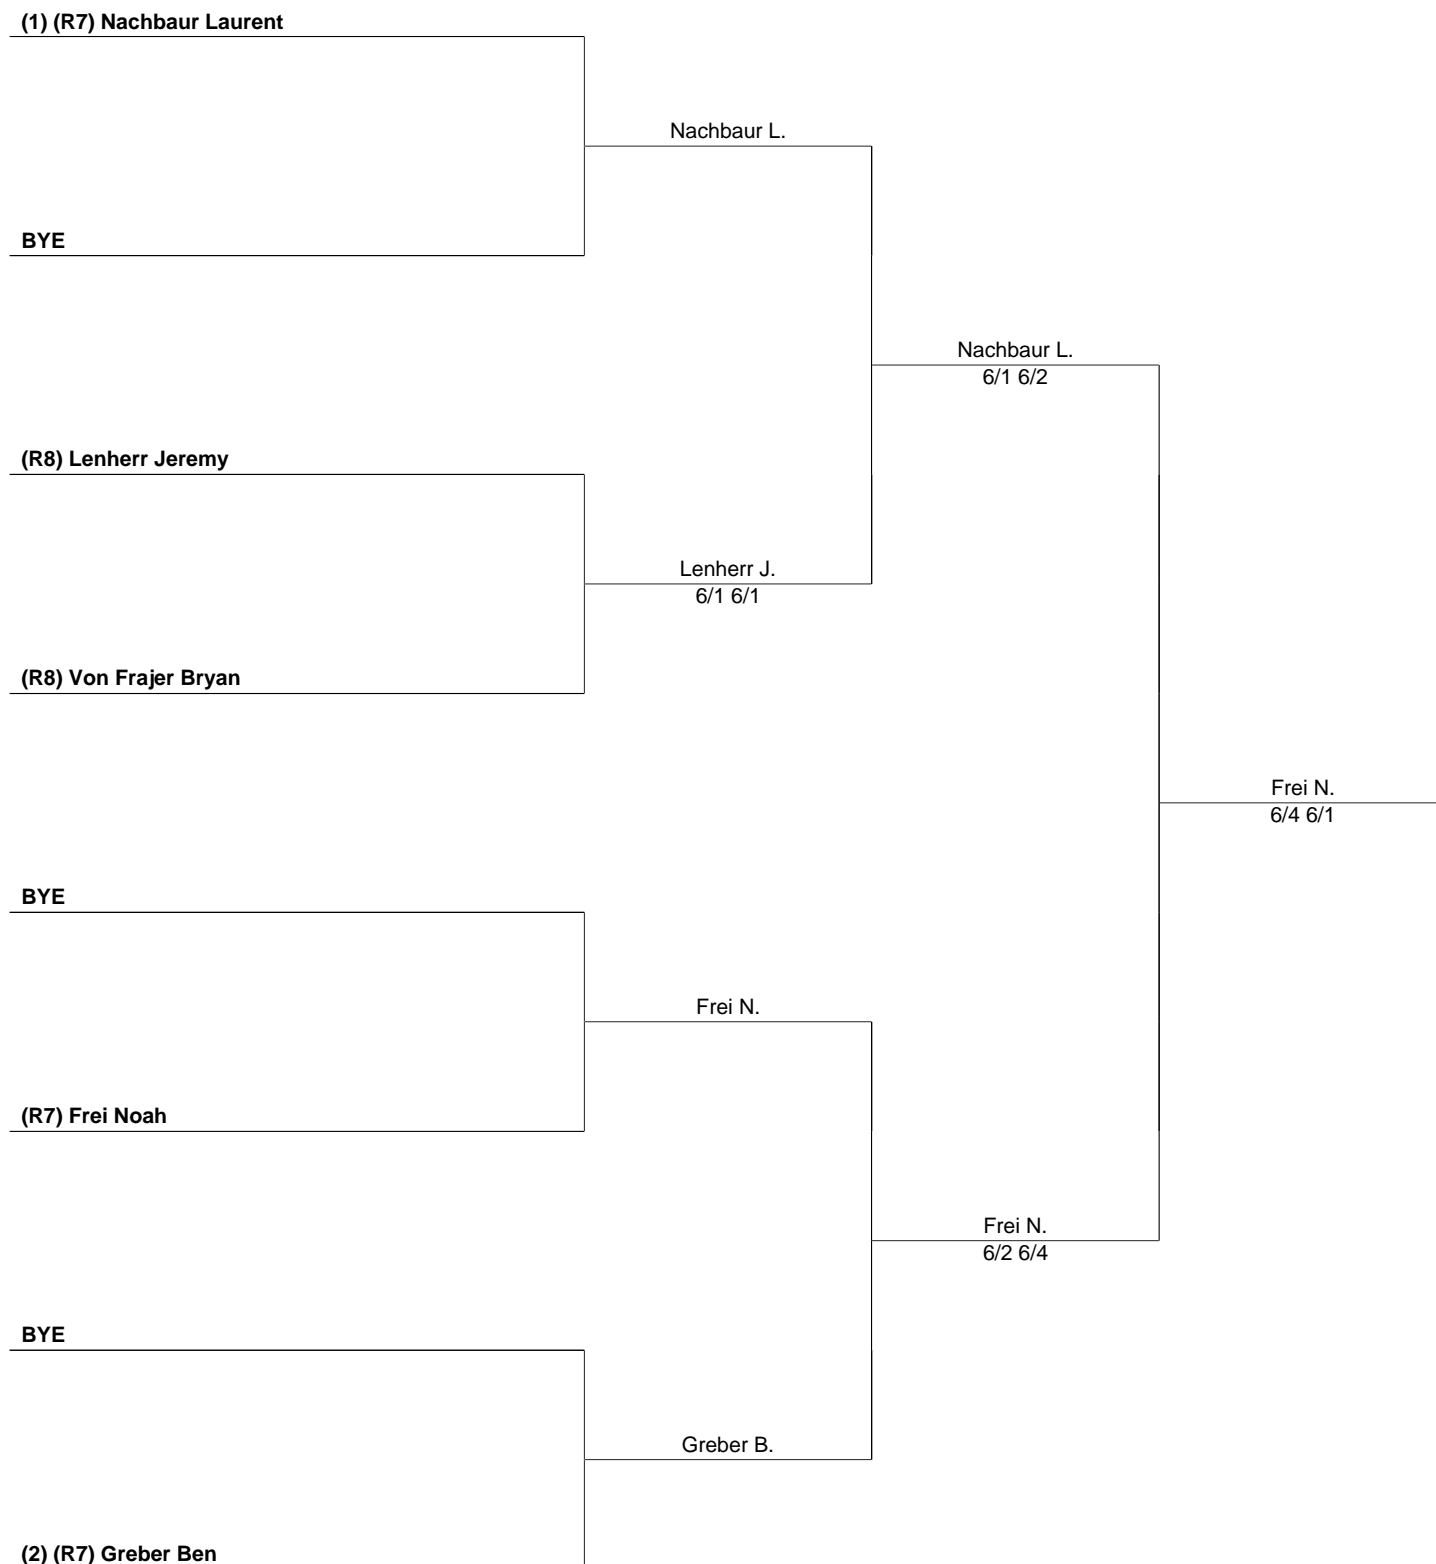 (1) (R7) Nachbaur Laurent
Nachbaur L.
BYE
Nachbaur L.
6/1 6/2
(R8) Lenherr Jeremy
Lenherr J.
6/1 6/1
(R8) Von Frajer Bryan
Frei N.
6/4 6/1
BYE
Frei N.
(R7) Frei Noah
Frei N.
6/2 6/4
BYE
Greber B.
(2) (R7) Greber Ben